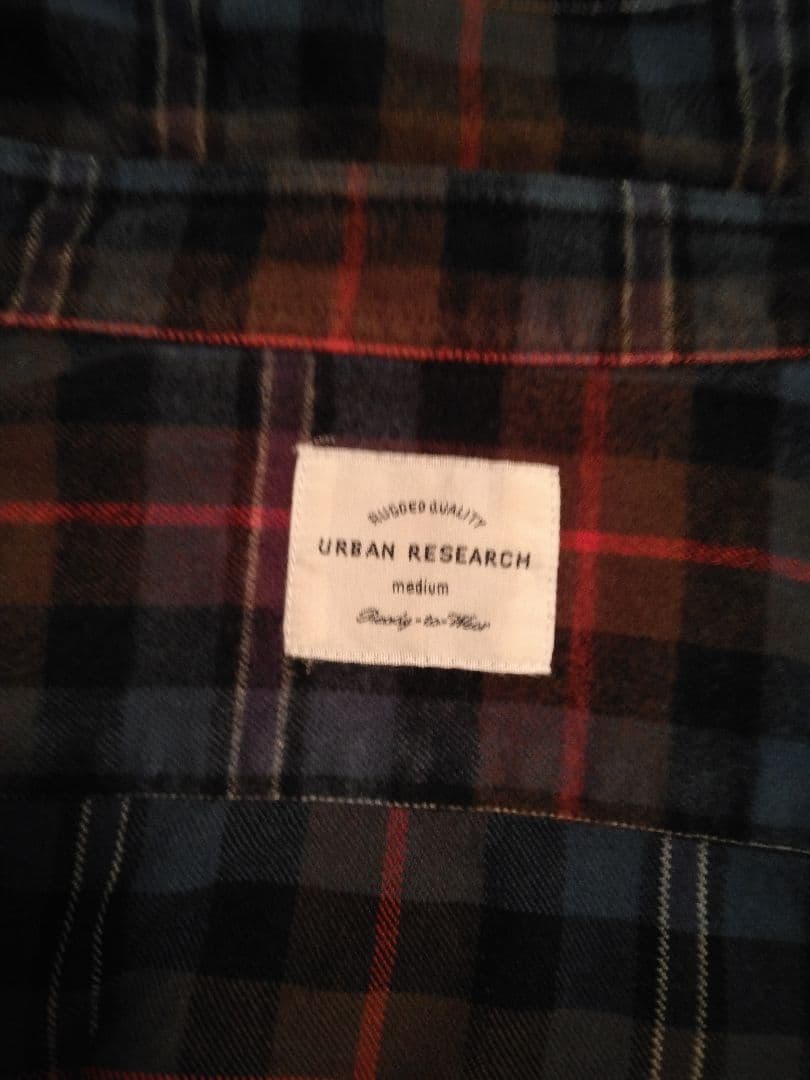 RUGGED QUALITY
URBAN RESEARCH
medium
Ready-to-Wear